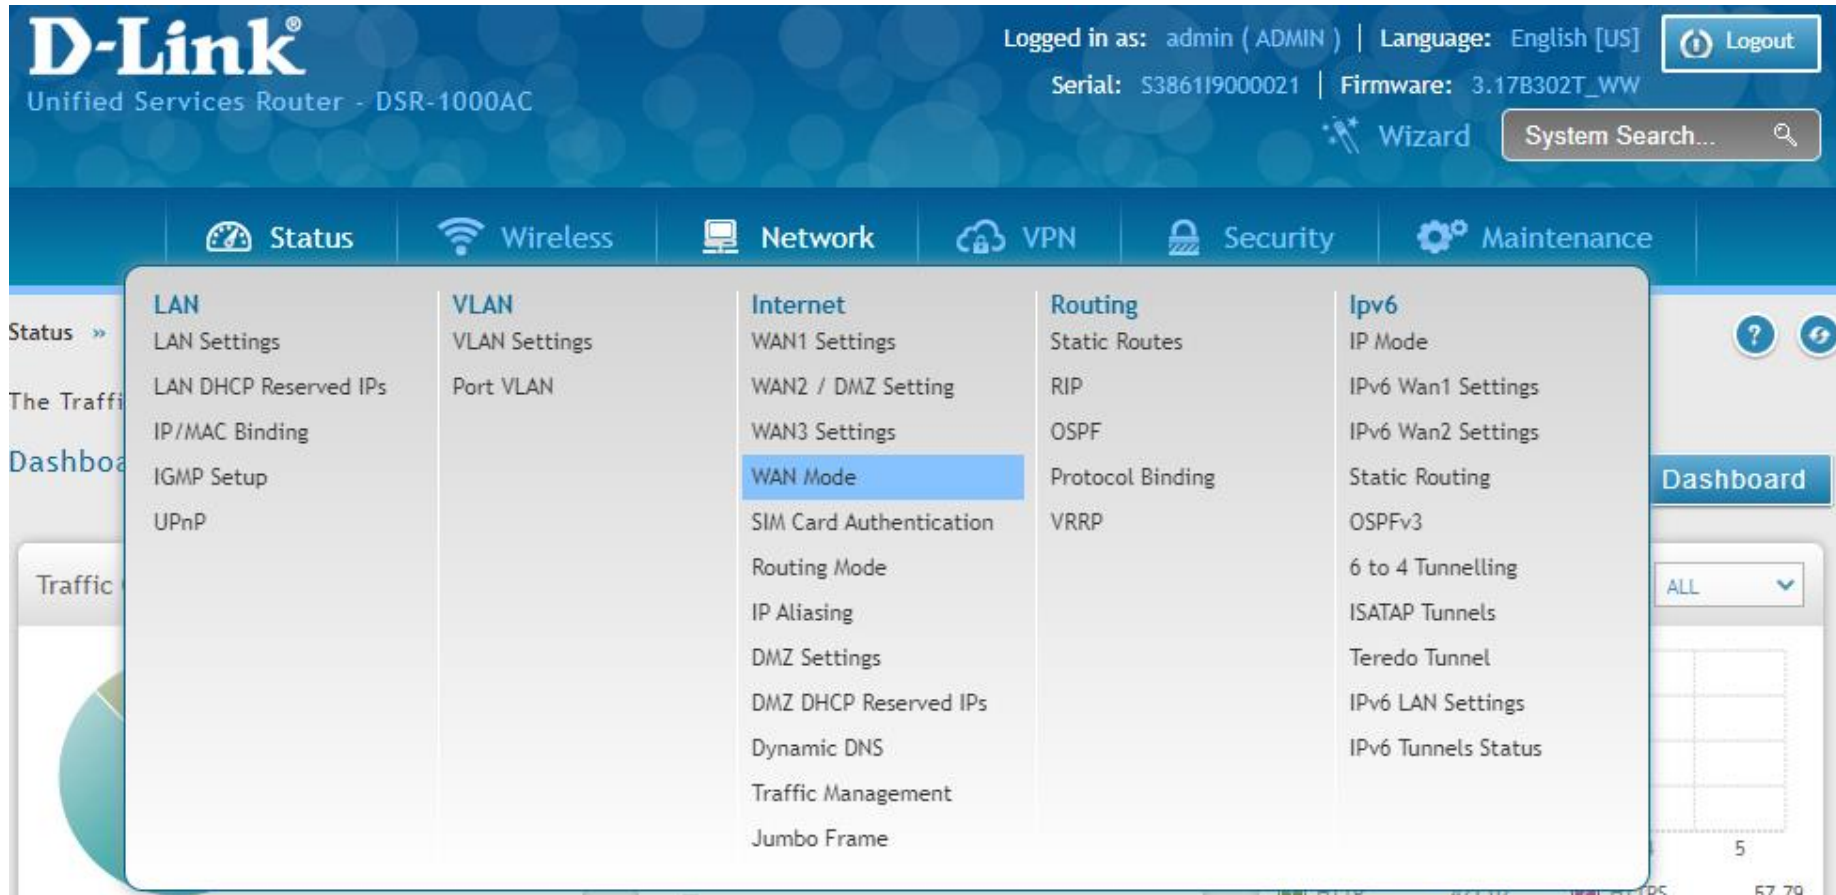 D-Link®
Unified Services Router - DSR-1000AC
Logged in as: admin ( ADMIN ) | Language: English [US]
Logout
Serial: S3861I9000021 | Firmware: 3.17B302T_WW
Wizard
System Search...
Status
Wireless
Network
VPN
Security
Maintenance
Status »
The Traffi
Dashboa
Dashboard
Traffic
ALL
LAN
LAN Settings
LAN DHCP Reserved IPs
IP/MAC Binding
IGMP Setup
UPnP
VLAN
VLAN Settings
Port VLAN
Internet
WAN1 Settings
WAN2 / DMZ Setting
WAN3 Settings
WAN Mode
SIM Card Authentication
Routing Mode
IP Aliasing
DMZ Settings
DMZ DHCP Reserved IPs
Dynamic DNS
Traffic Management
Jumbo Frame
Routing
Static Routes
RIP
OSPF
Protocol Binding
VRRP
Ipv6
IP Mode
IPv6 Wan1 Settings
IPv6 Wan2 Settings
Static Routing
OSPFv3
6 to 4 Tunnelling
ISATAP Tunnels
Teredo Tunnel
IPv6 LAN Settings
IPv6 Tunnels Status
5